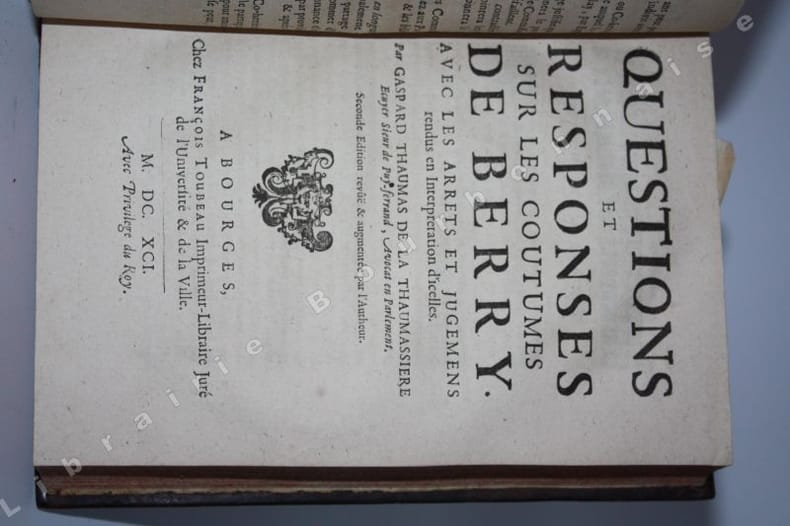 QUESTIONS
ET
RESPONSES
SUR LES COUTUMES
DE BERRY.
AVEC LES ARRETS ET JUGEMENS
rendus en Interpretation d'icelles.
Par GASPARD THAUMAS DE LA THAUMASSIERE
Ecuyer Sieur de Puy-ferrand, Avocat en Parlement.
Seconde Edition revûë & augmentée par l'Autheur.
A BOURGES,
Chez FRANÇOIS TOUBEAU Imprimeur-Libraire Juré
de l'Université & de la Ville.
M. DC. XCI.
Avec Privilege du Roy.